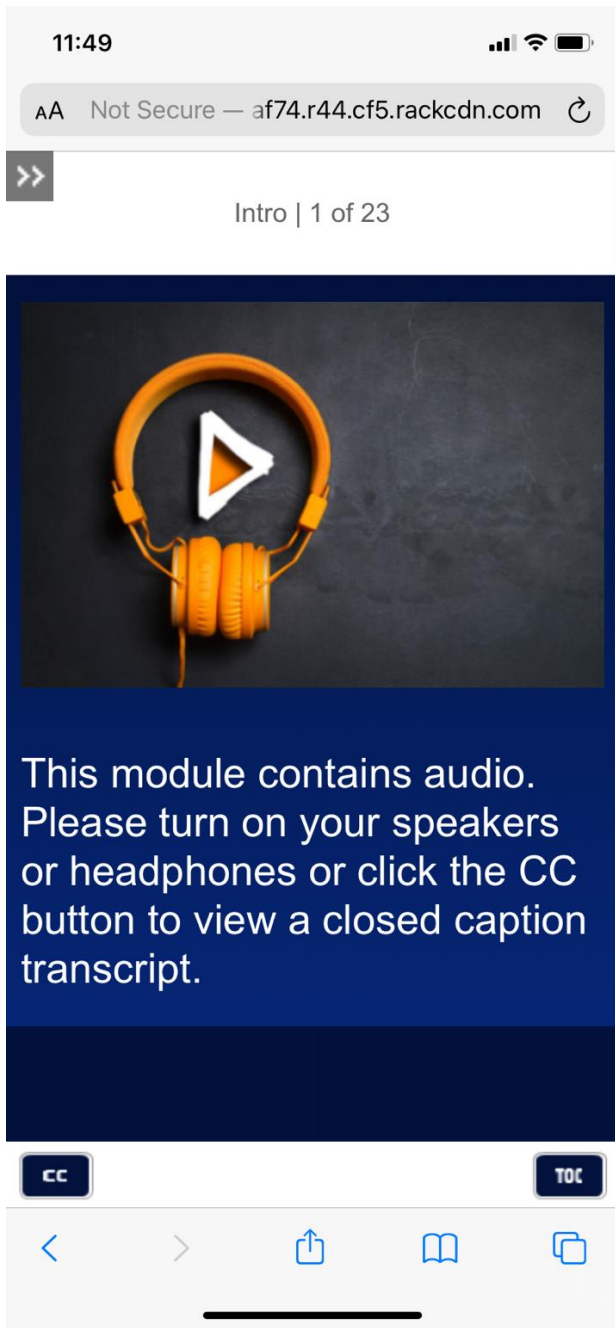 11:49
AA Not Secure — af74.r44.cf5.rackcdn.com
Intro | 1 of 23
This module contains audio.
Please turn on your speakers
or headphones or click the CC
button to view a closed caption
transcript.
CC TOC